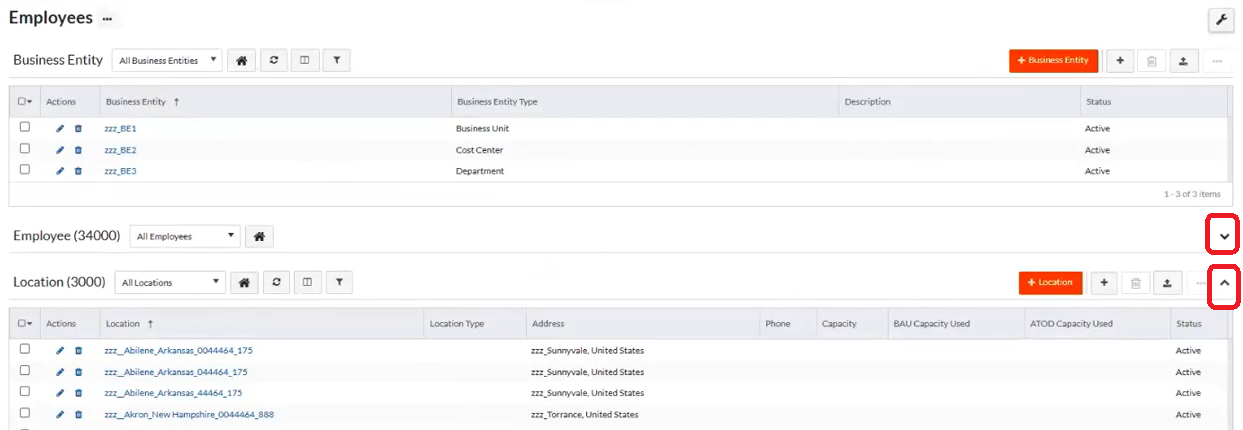 Employees ...
Business Entity All Business Entities + Business Entity + ...
Actions Business Entity ↑ Business Entity Type Description Status
zzz_BE1 Business Unit Active
zzz_BE2 Cost Center Active
zzz_BE3 Department Active
1 - 3 of 3 items
Employee (34000) All Employees
Location (3000) All Locations + Location + ...
Actions Location ↑ Location Type Address Phone Capacity BAU Capacity Used ATOD Capacity Used Status
zzz__Abilene_Arkansas_0044464_175 zzz_Sunnyvale, United States Active
zzz__Abilene_Arkansas_044464_175 zzz_Sunnyvale, United States Active
zzz__Abilene_Arkansas_44464_175 zzz_Sunnyvale, United States Active
zzz__Akron_New Hampshire_0044464_888 zzz_Torrance, United States Active